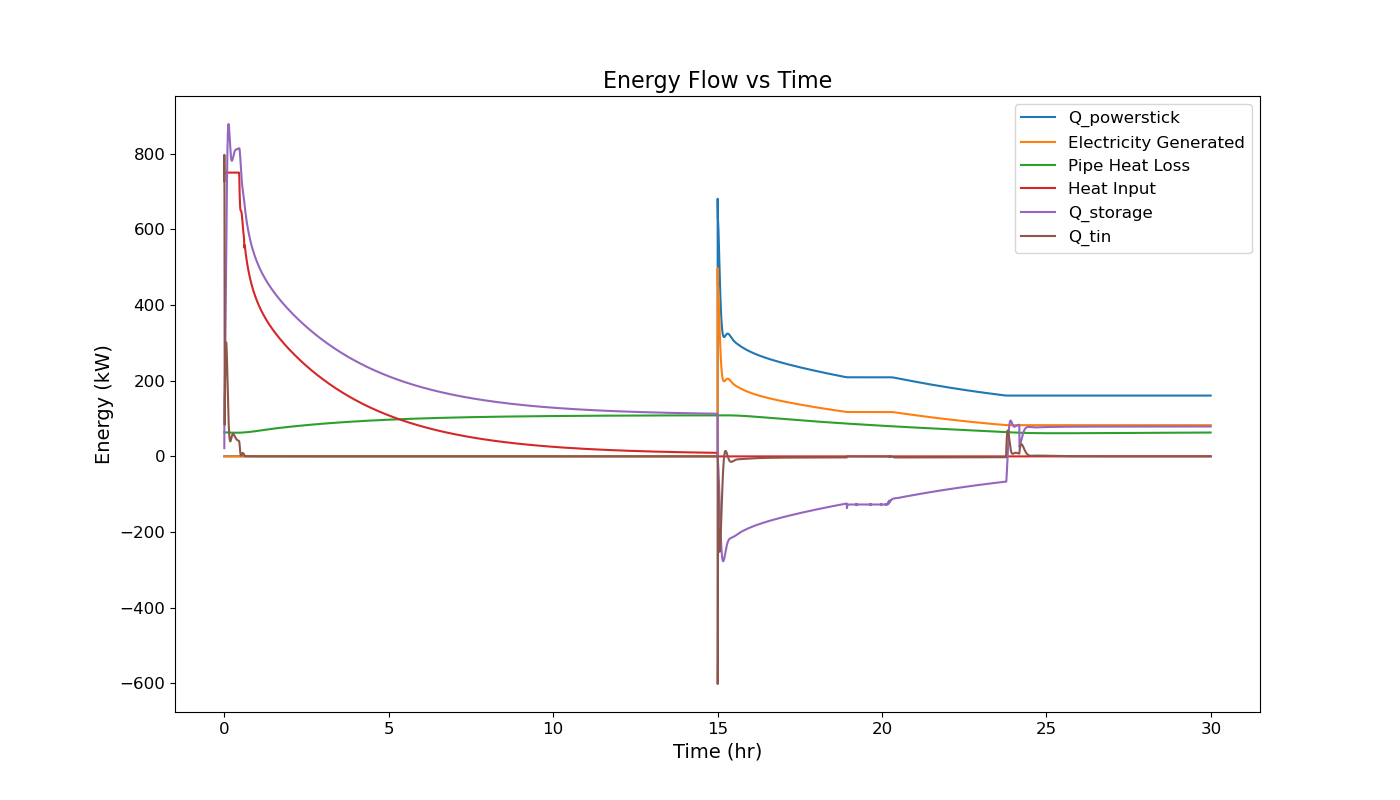 Energy Flow vs Time
Q_powerstick
Electricity Generated
Pipe Heat Loss
Heat Input
Q_storage
Q_tin
Energy (kW)
800
600
400
200
0
−200
−400
−600
0 5 10 15 20 25 30
Time (hr)